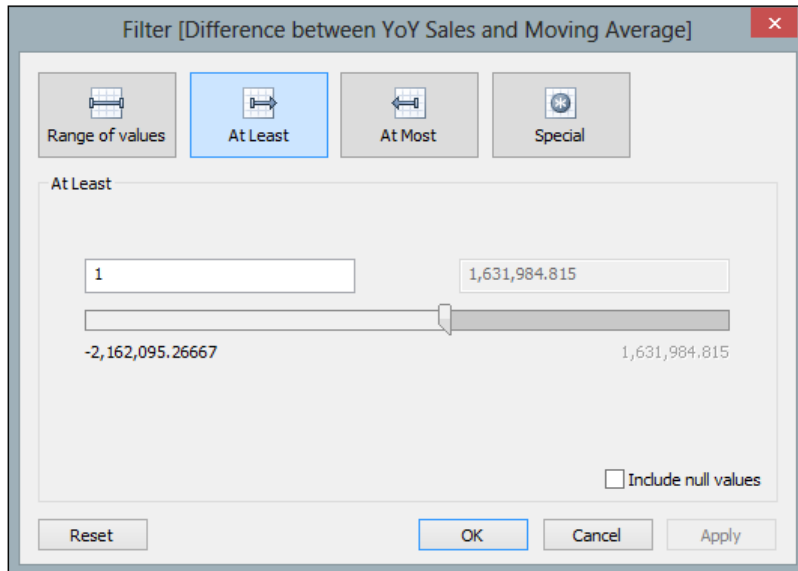 Filter [Difference between YoY Sales and Moving Average]
Range of values
At Least
At Most
Special
At Least
1
1,631,984.815
-2,162,095.26667
1,631,984.815
Include null values
Reset
OK
Cancel
Apply